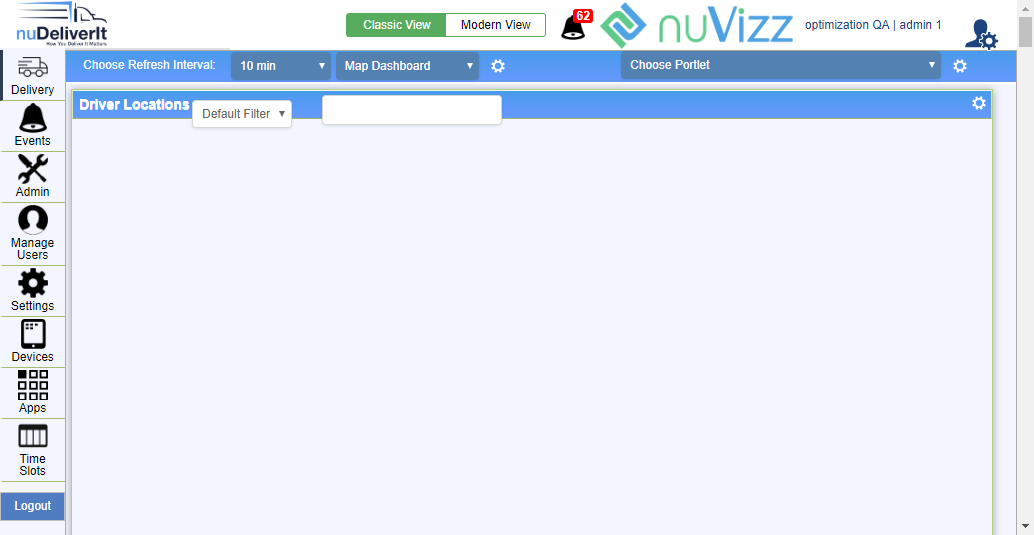 nuDeliverIt
How You Deliver It Matters
Classic View
Modern View
62
nuVizz
optimization QA | admin 1
Choose Refresh Interval:
10 min
Map Dashboard
Choose Portlet
Driver Locations
Default Filter
Delivery
Events
Admin
Manage
Users
Settings
Devices
Apps
Time
Slots
Logout